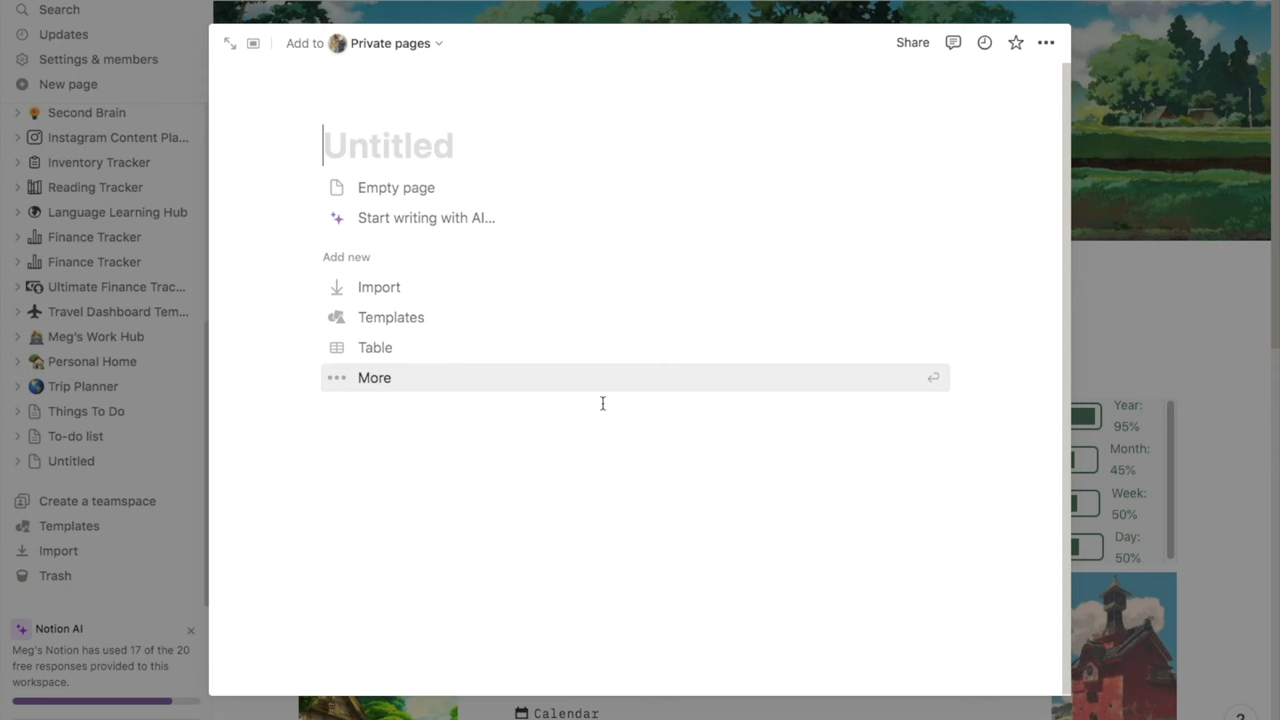 Search
Updates
Settings & members
New page
Second Brain
Instagram Content Pla...
Inventory Tracker
Reading Tracker
Language Learning Hub
Finance Tracker
Finance Tracker
Ultimate Finance Trac...
Travel Dashboard Tem...
Meg's Work Hub
Personal Home
Trip Planner
Things To Do
To-do list
Untitled
Create a teamspace
Templates
Import
Trash
Notion AI
Meg's Notion has used 17 of the 20
free responses provided to this
workspace.
Add to Private pages
Share
Untitled
Empty page
Start writing with AI...
Add new
Import
Templates
Table
More
Year:
95%
Month:
45%
Week:
50%
Day:
50%
Calendar
?